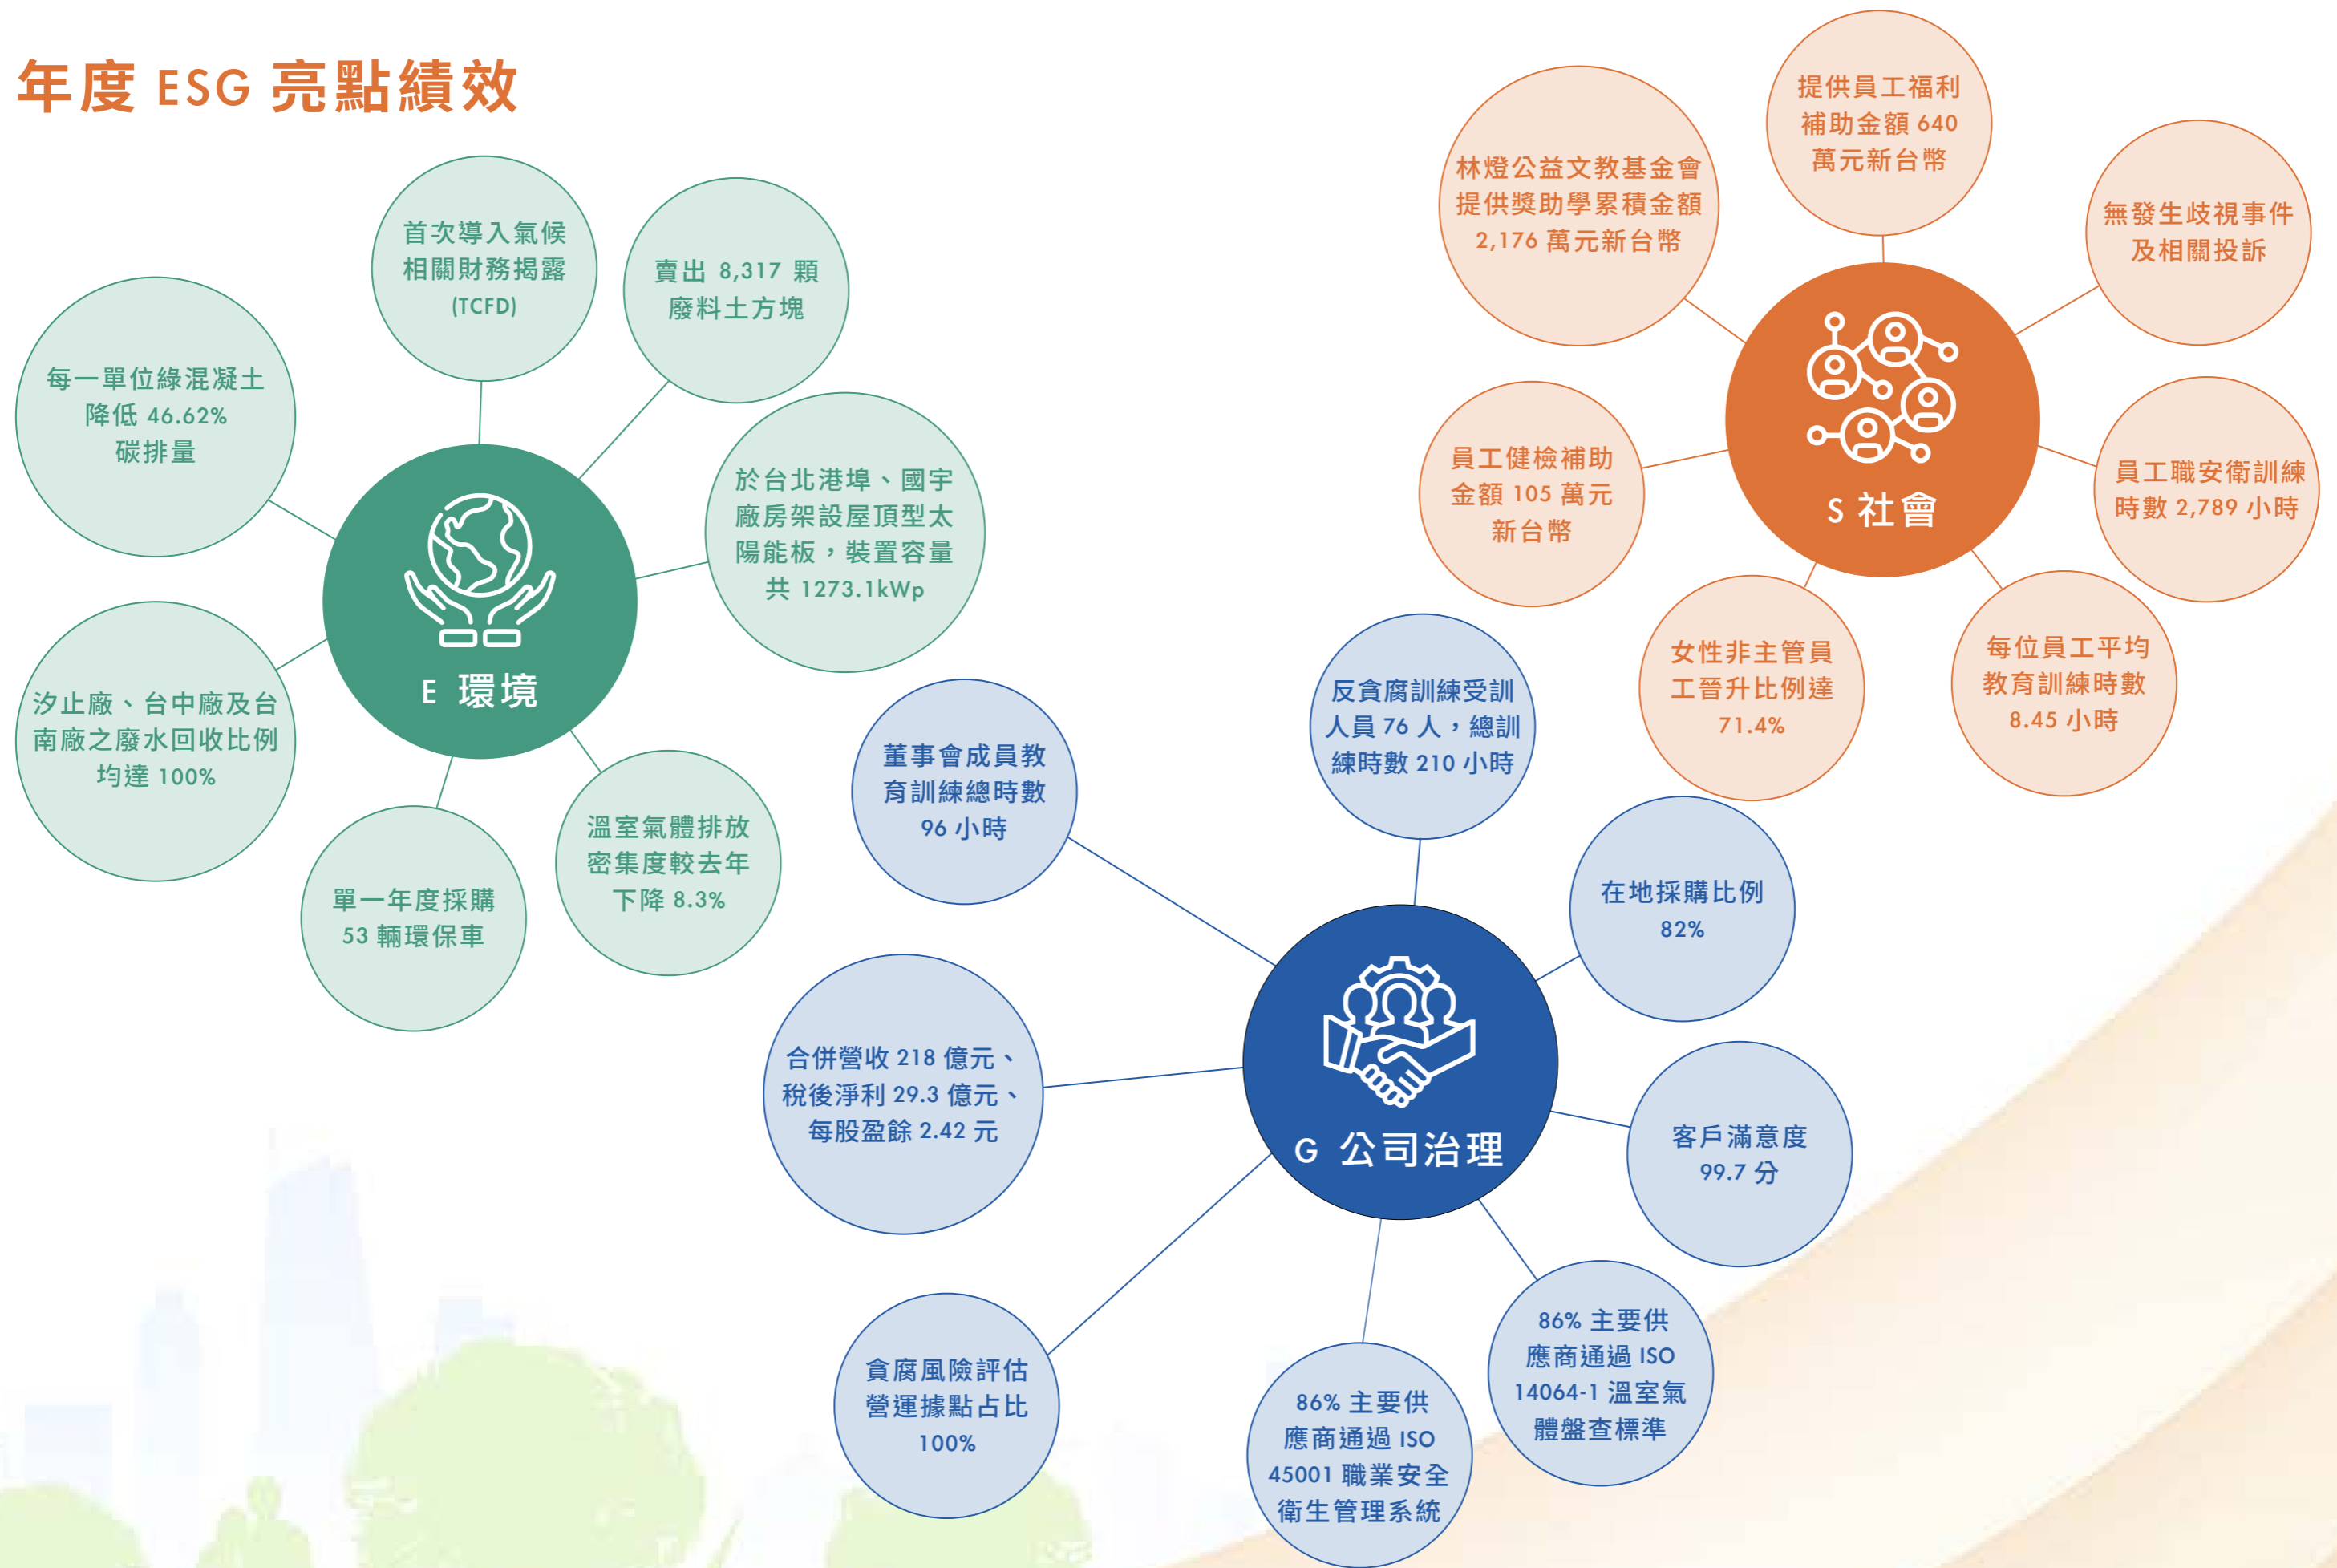 年度 ESG 亮點績效
首次導入氣候
相關財務揭露
(TCFD)
賣出 8,317 顆
廢料土方塊
每一單位綠混凝土
降低 46.62%
碳排量
於台北港埠、國宇
廠房架設屋頂型太
陽能板，裝置容量
共 1273.1kWp
E 環境
汐止廠、台中廠及台
南廠之廢水回收比例
均達 100%
單一年度採購
53 輛環保車
溫室氣體排放
密集度較去年
下降 8.3%
提供員工福利
補助金額 640
萬元新台幣
林燈公益文教基金會
提供獎助學累積金額
2,176 萬元新台幣
無發生歧視事件
及相關投訴
員工健檢補助
金額 105 萬元
新台幣
S 社會
員工職安衛訓練
時數 2,789 小時
女性非主管員
工晉升比例達
71.4%
每位員工平均
教育訓練時數
8.45 小時
反貪腐訓練受訓
人員 76 人，總訓
練時數 210 小時
董事會成員教
育訓練總時數
96 小時
在地採購比例
82%
合併營收 218 億元、
稅後淨利 29.3 億元、
每股盈餘 2.42 元
G 公司治理
客戶滿意度
99.7 分
貪腐風險評估
營運據點占比
100%
86% 主要供
應商通過 ISO
45001 職業安全
衛生管理系統
86% 主要供
應商通過 ISO
14064-1 溫室氣
體盤查標準